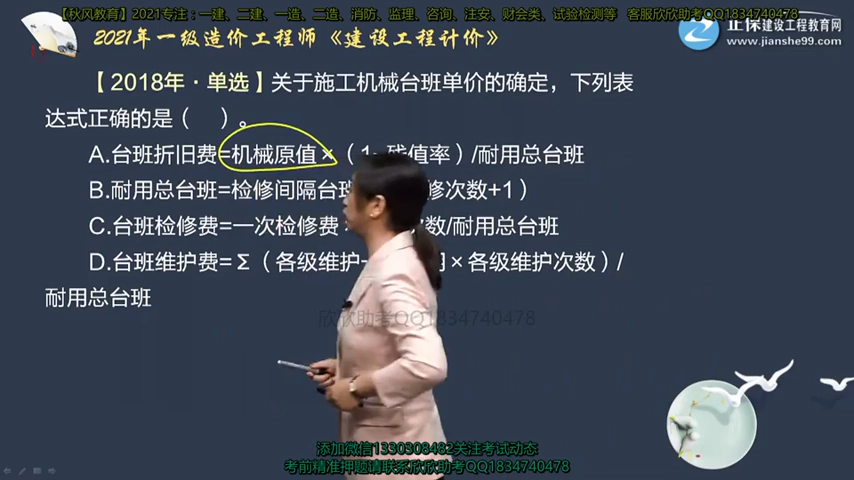 【秋风教育】2021专注：一建、二建、一造、二造、消防、监理、咨询、注安、财会类、试验检测等 客服欣欣助考QQ1834740478
2021年一级造价工程师《建设工程计价》
正保建设工程教育网
www.jianshe99.com
【2018年·单选】关于施工机械台班单价的确定，下列表
达式正确的是（ ）。
A.台班折旧费=机械原值×（1-残值率）/耐用总台班
B.耐用总台班=检修间隔台 修次数+1）
C.台班检修费=一次检修费 数/耐用总台班
D.台班维护费=Σ（各级维护 用×各级维护次数）/
耐用总台班
欣欣助考QQ1834740478
添加微信1330308482关注考试动态
考前精准押题请联系欣欣助考QQ1834740478